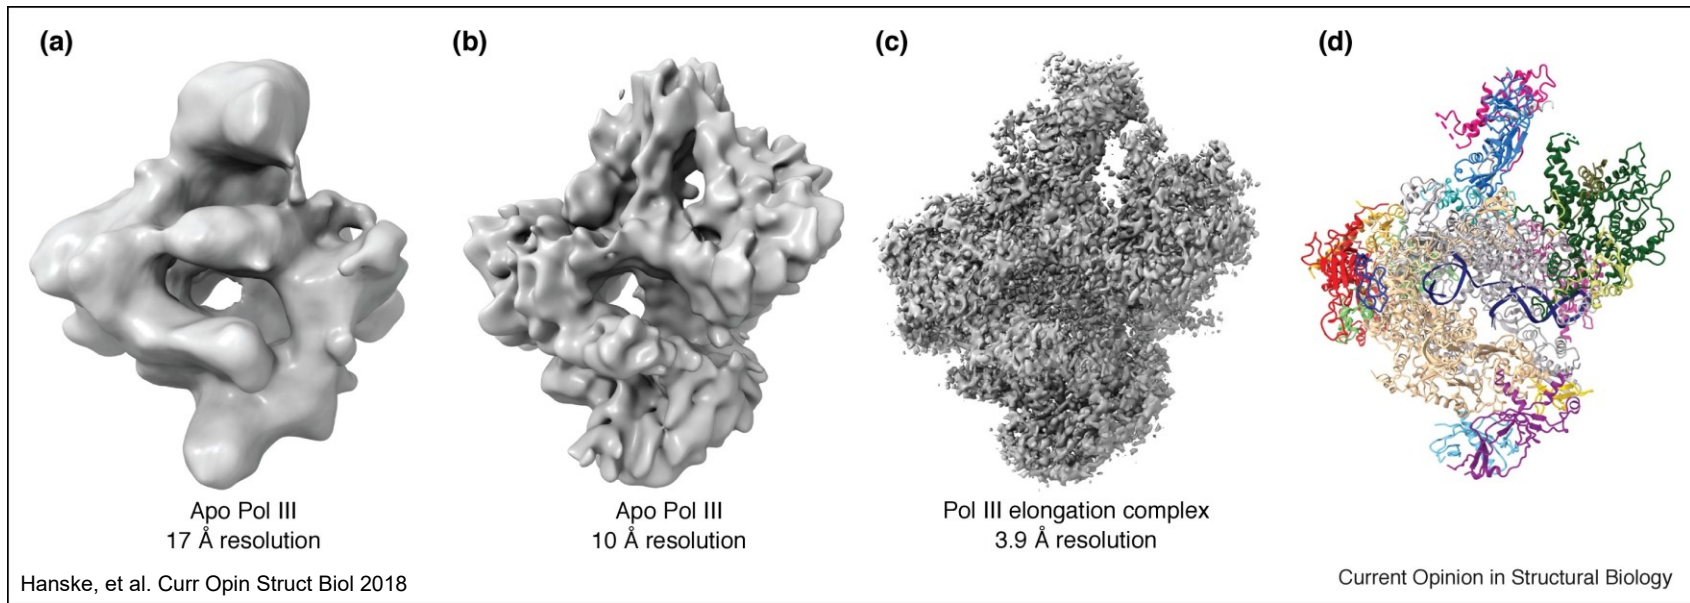 (a)
(b)
(c)
(d)
Apo Pol III
17 Å resolution
Apo Pol III
10 Å resolution
Pol III elongation complex
3.9 Å resolution
Hanske, et al. Curr Opin Struct Biol 2018
Current Opinion in Structural Biology